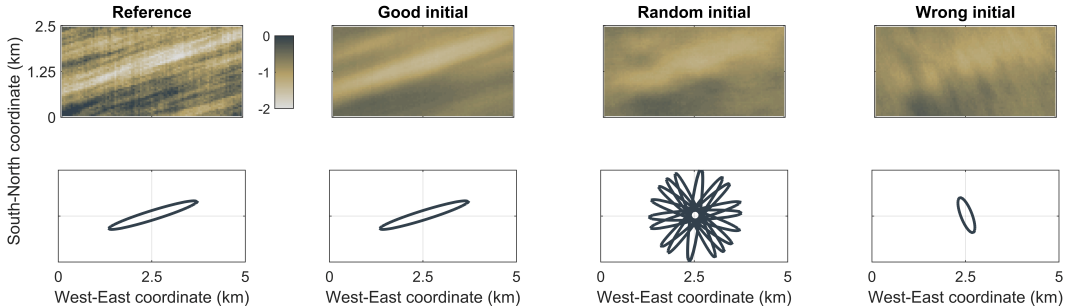 Reference
Good initial
Random initial
Wrong initial
South-North coordinate (km)
2.5
1.25
0
0
-1
-2
0 2.5 5
0 2.5 5
0 2.5 5
0 2.5 5
West-East coordinate (km)
West-East coordinate (km)
West-East coordinate (km)
West-East coordinate (km)